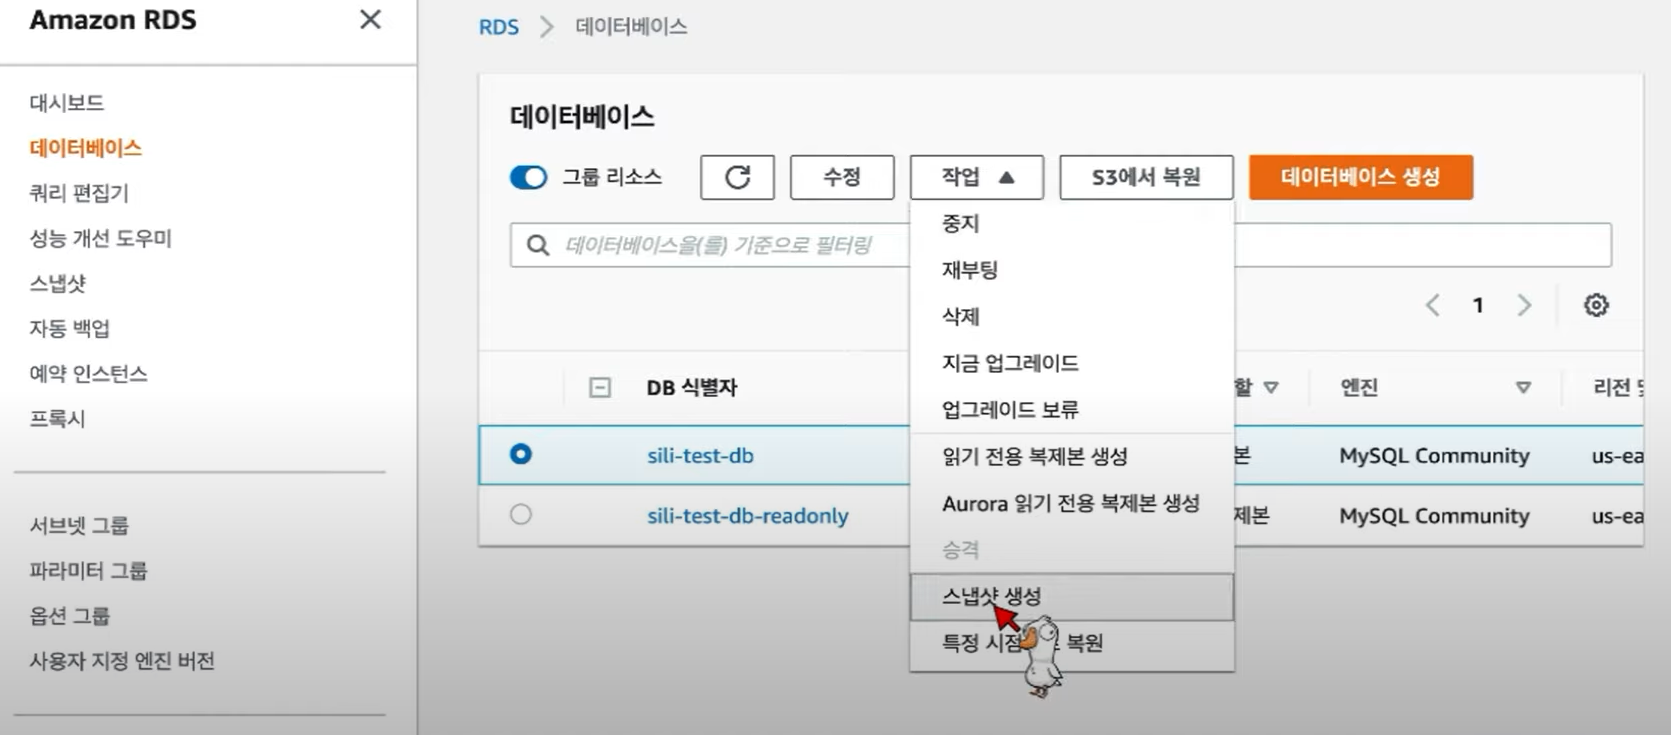 Amazon RDS
대시보드
데이터베이스
쿼리 편집기
성능 개선 도우미
스냅샷
자동 백업
예약 인스턴스
프록시
서브넷 그룹
파라미터 그룹
옵션 그룹
사용자 지정 엔진 버전
RDS > 데이터베이스
데이터베이스
그룹 리소스 수정 작업 S3에서 복원 데이터베이스 생성
데이터베이스을(를) 기준으로 필터링
1
중지
재부팅
삭제
지금 업그레이드
업그레이드 보류
읽기 전용 복제본 생성
Aurora 읽기 전용 복제본 생성
승격
스냅샷 생성
특정 시점 복원
DB 식별자 할 엔진 리전
sili-test-db 본 MySQL Community us-ea
sili-test-db-readonly 제본 MySQL Community us-ea